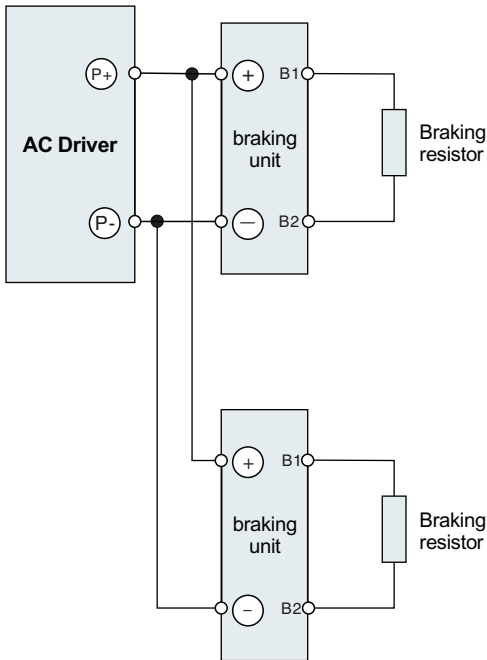 P+
AC Driver
P-
+
B1
braking
unit
—
B2
Braking
resistor
+
B1
braking
unit
−
B2
Braking
resistor